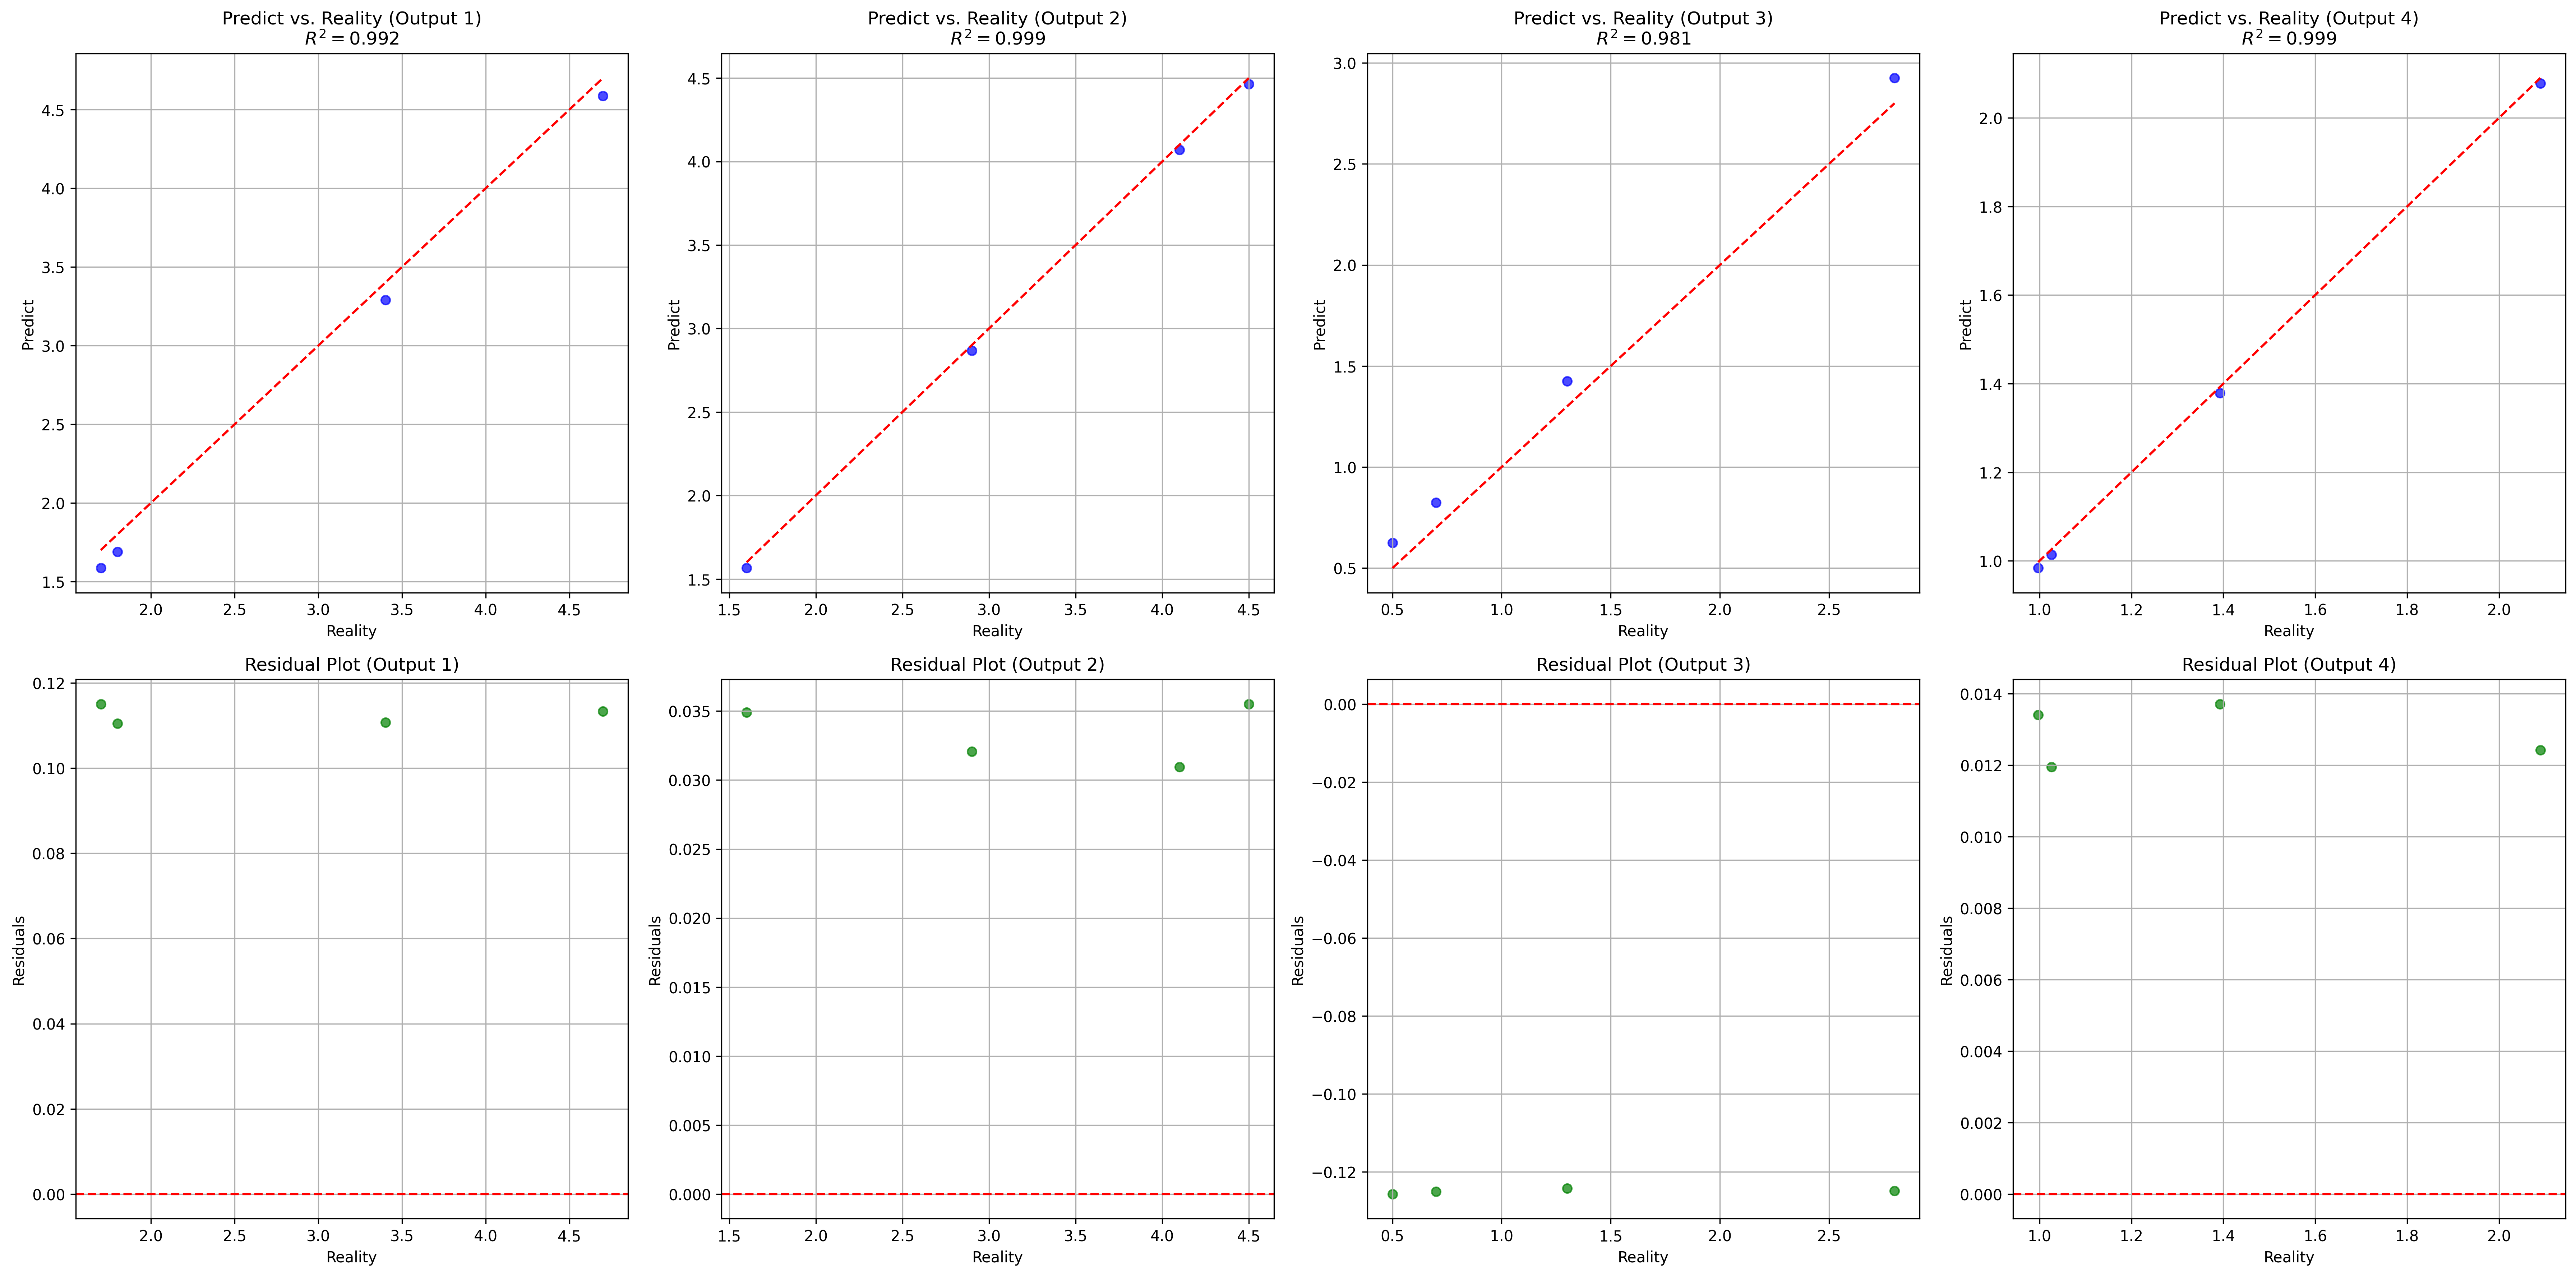 Predict vs. Reality (Output 1)
R² = 0.992
4.5
4.0
3.5
3.0
2.5
2.0
1.5
Predict
2.0 2.5 3.0 3.5 4.0 4.5
Reality
Predict vs. Reality (Output 2)
R² = 0.999
4.5
4.0
3.5
3.0
2.5
2.0
1.5
Predict
1.5 2.0 2.5 3.0 3.5 4.0 4.5
Reality
Predict vs. Reality (Output 3)
R² = 0.981
3.0
2.5
2.0
1.5
1.0
0.5
Predict
0.5 1.0 1.5 2.0 2.5
Reality
Predict vs. Reality (Output 4)
R² = 0.999
2.0
1.8
1.6
1.4
1.2
1.0
Predict
1.0 1.2 1.4 1.6 1.8 2.0
Reality
Residual Plot (Output 1)
0.12
0.10
0.08
0.06
0.04
0.02
0.00
Residuals
2.0 2.5 3.0 3.5 4.0 4.5
Reality
Residual Plot (Output 2)
0.035
0.030
0.025
0.020
0.015
0.010
0.005
0.000
Residuals
1.5 2.0 2.5 3.0 3.5 4.0 4.5
Reality
Residual Plot (Output 3)
0.00
−0.02
−0.04
−0.06
−0.08
−0.10
−0.12
Residuals
0.5 1.0 1.5 2.0 2.5
Reality
Residual Plot (Output 4)
0.014
0.012
0.010
0.008
0.006
0.004
0.002
0.000
Residuals
1.0 1.2 1.4 1.6 1.8 2.0
Reality